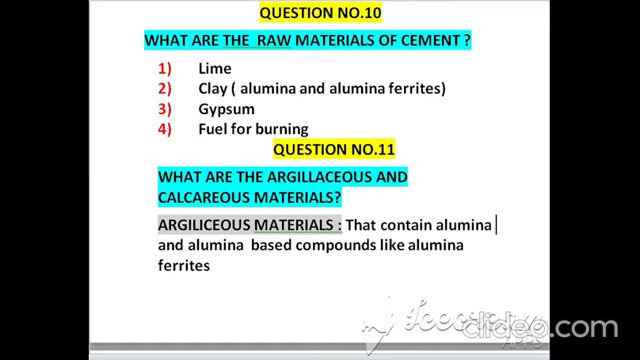 QUESTION NO.10
WHAT ARE THE RAW MATERIALS OF CEMENT ?
1) Lime
2) Clay ( alumina and alumina ferrites)
3) Gypsum
4) Fuel for burning
QUESTION NO.11
WHAT ARE THE ARGILLACEOUS AND
CALCAREOUS MATERIALS?
ARGILICEOUS MATERIALS : That contain alumina
and alumina based compounds like alumina
ferrites
clideo.com